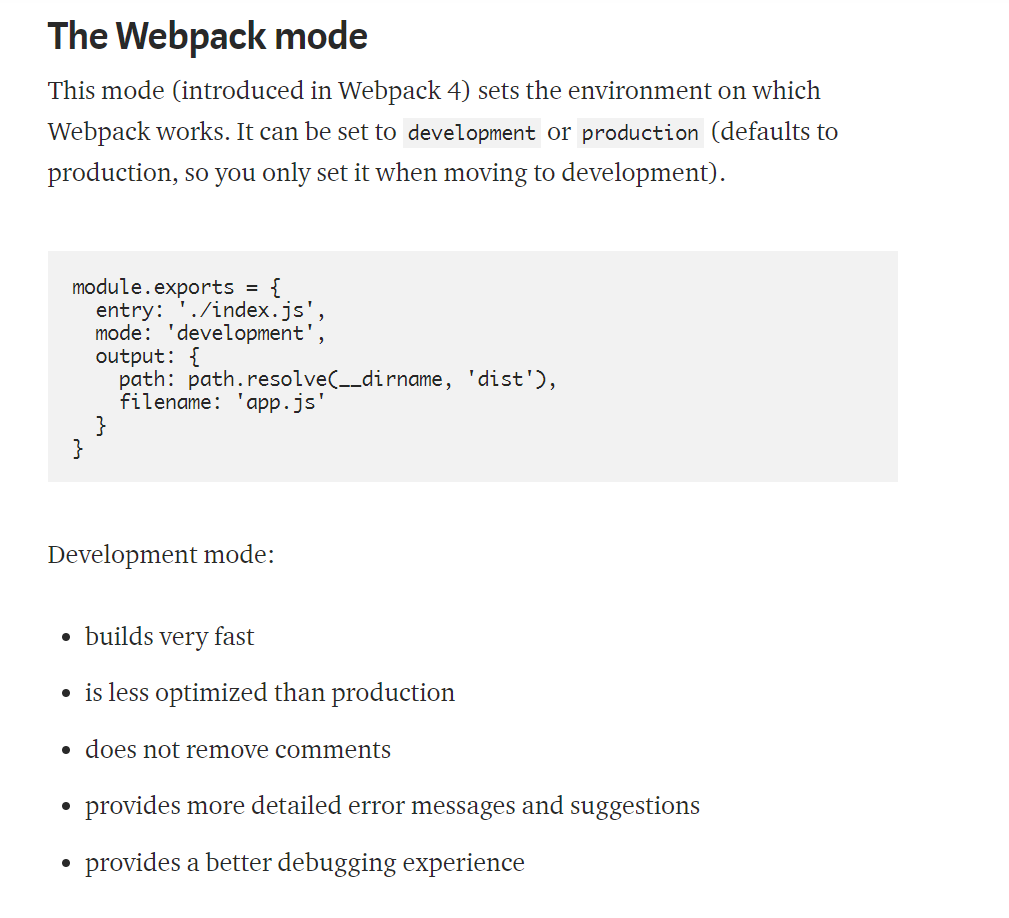 The Webpack mode
This mode (introduced in Webpack 4) sets the environment on which
Webpack works. It can be set to development or production (defaults to
production, so you only set it when moving to development).
module.exports = {
  entry: './index.js',
  mode: 'development',
  output: {
    path: path.resolve(__dirname, 'dist'),
    filename: 'app.js'
  }
}
Development mode:
• builds very fast
• is less optimized than production
• does not remove comments
• provides more detailed error messages and suggestions
• provides a better debugging experience